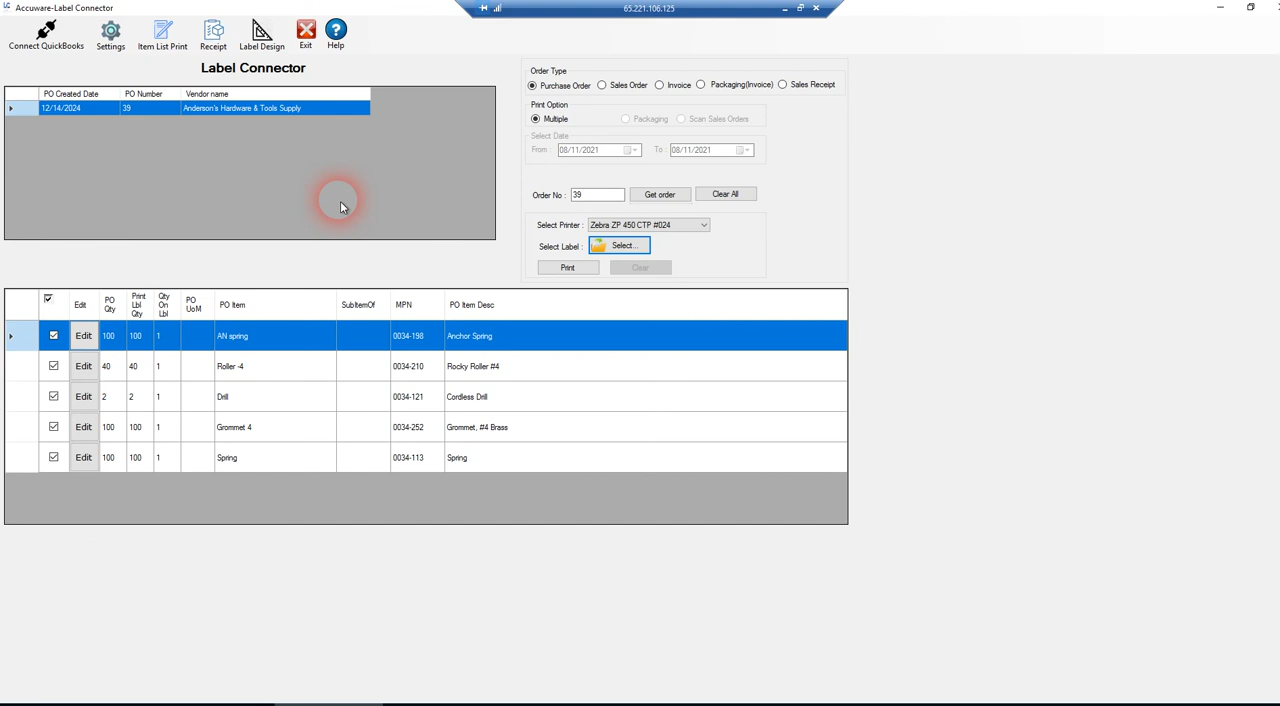 Accuware-Label Connector
65.221.106.125
Connect QuickBooks Settings Item List Print Receipt Label Design Exit Help
Label Connector
PO Created Date PO Number Vendor name
12/14/2024 39 Anderson's Hardware & Tools Supply
Order Type
Purchase Order Sales Order Invoice Packaging(Invoice) Sales Receipt
Print Option
Multiple Packaging Scan Sales Orders
Select Date
From : 08/11/2021 To : 08/11/2021
Order No : 39 Get order Clear All
Select Printer : Zebra ZP 450 CTP #024
Select Label : Select...
Print Clear
Edit PO Qty Print Lbl Qty Qty On Lbl PO UoM PO Item SubItemOf MPN PO Item Desc
Edit 100 100 1 AN spring 0034-198 Anchor Spring
Edit 40 40 1 Roller -4 0034-210 Rocky Roller #4
Edit 2 2 1 Drill 0034-121 Cordless Drill
Edit 100 100 1 Grommet 4 0034-252 Grommet, #4 Brass
Edit 100 100 1 Spring 0034-113 Spring